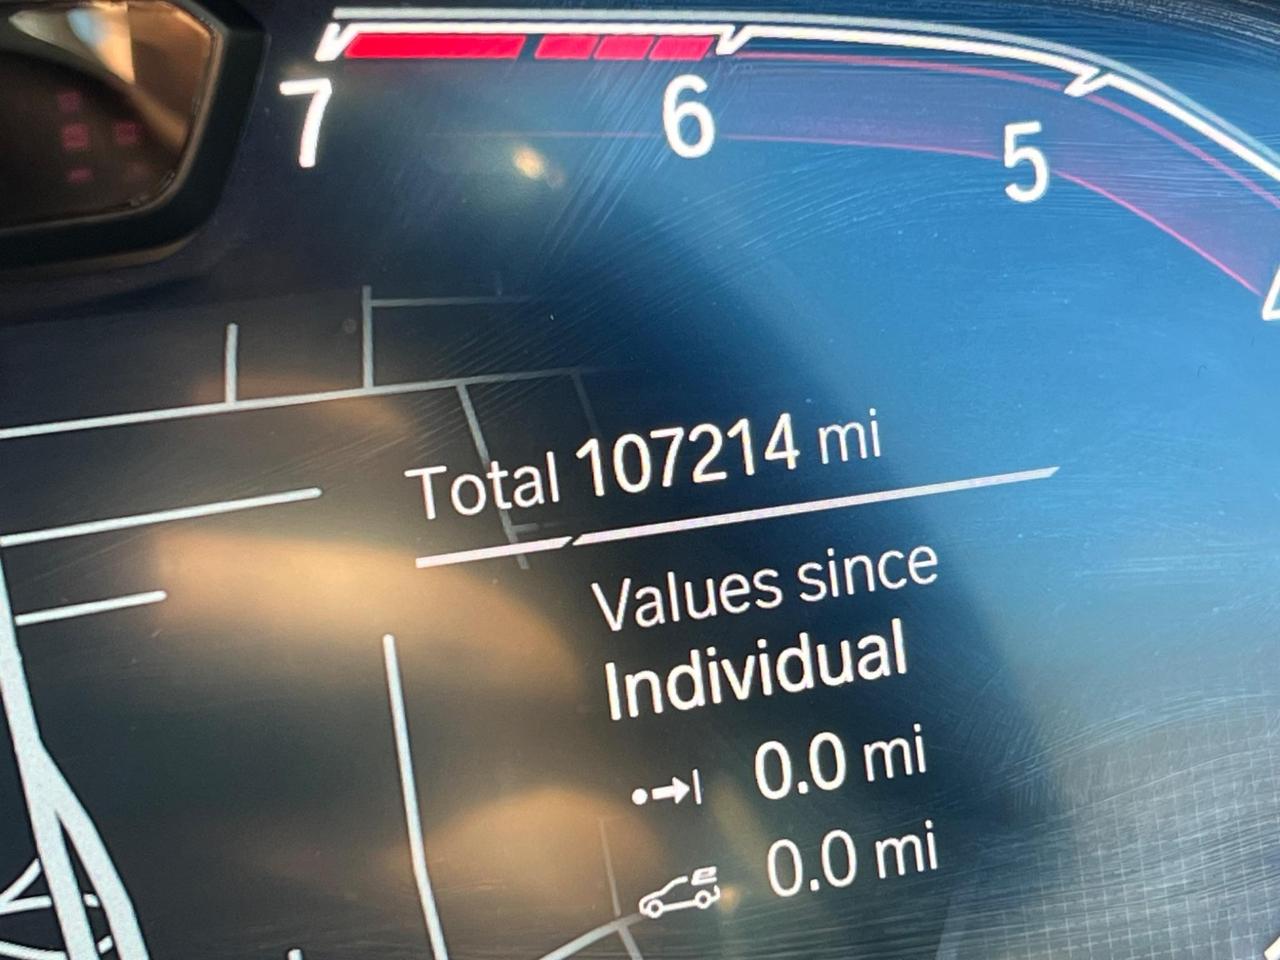 7 6 5
Total 107214 mi
Values since
Individual
0.0 mi
0.0 mi